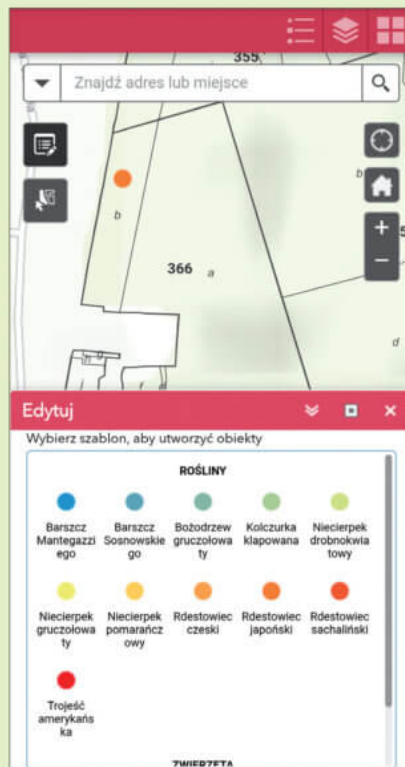 355
Znajdź adres lub miejsce
b
b
366 a
+
−
d
Edytuj
Wybierz szablon, aby utworzyć obiekty
ROŚLINY
Barszcz Mantegazzi Barszcz Sosnowskie Bożodrzew gruczołowa Kolczurka klapowana Niecierpek drobnokwia
ego go ty towy
Niecierpek gruczołowa Niecierpek pomarańcz Rdestowiec czeski Rdestowiec japoński Rdestowiec sachaliński
ty owy
Trojeść
amerykańs
ka
ZWIERZĘTA